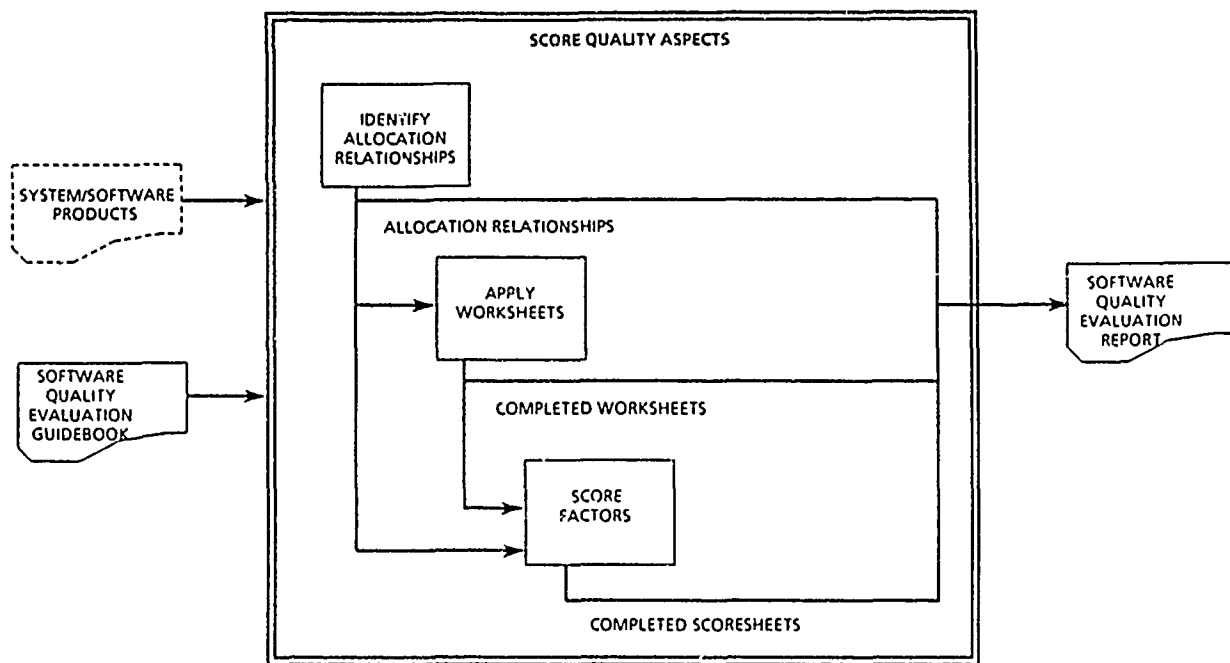 SCORE QUALITY ASPECTS
IDENTIFY
ALLOCATION
RELATIONSHIPS
SYSTEM/SOFTWARE
PRODUCTS
ALLOCATION RELATIONSHIPS
APPLY
WORKSHEETS
SOFTWARE
QUALITY
EVALUATION
REPORT
SOFTWARE
QUALITY
EVALUATION
GUIDEBOOK
COMPLETED WORKSHEETS
SCORE
FACTORS
COMPLETED SCORESHEETS